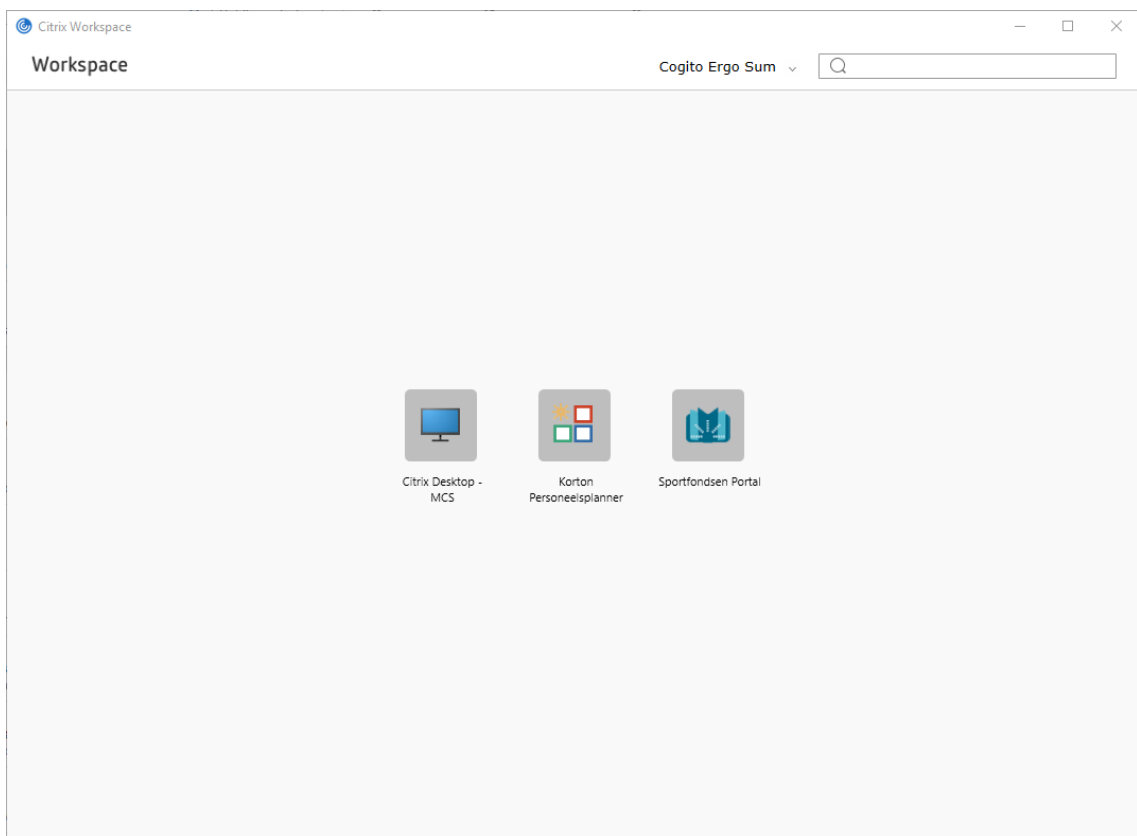 Citrix Workspace
Workspace
Cogito Ergo Sum
Citrix Desktop -
MCS
Korton
Personeelsplanner
Sportfondsen Portal